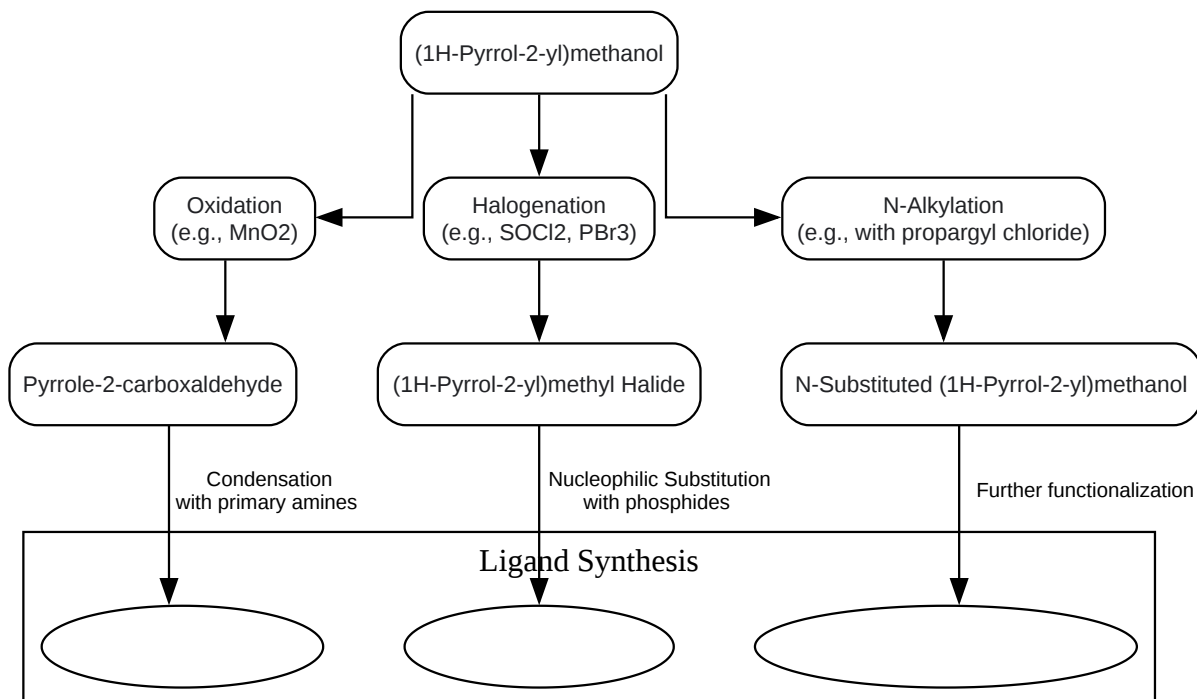 (1H-Pyrrol-2-yl)methanol
Oxidation
(e.g., MnO2)
Halogenation
(e.g., SOCl2, PBr3)
N-Alkylation
(e.g., with propargyl chloride)
Pyrrole-2-carboxaldehyde
(1H-Pyrrol-2-yl)methyl Halide
N-Substituted (1H-Pyrrol-2-yl)methanol
Condensation
with primary amines
Nucleophilic Substitution
with phosphides
Further functionalization
Ligand Synthesis